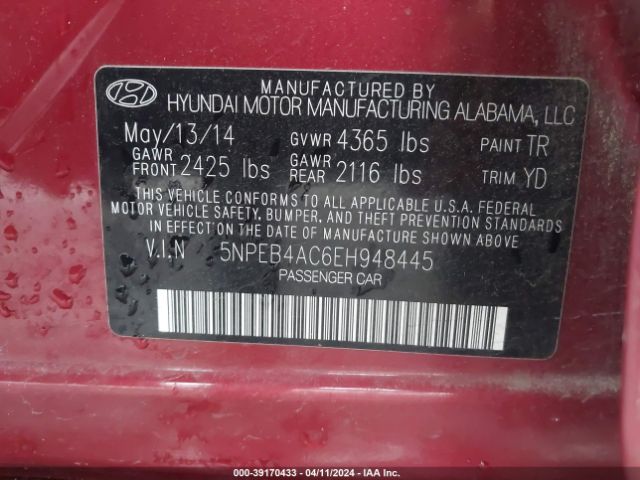 MANUFACTURED BY
HYUNDAI MOTOR MANUFACTURING ALABAMA, LLC
May/13/14 GVWR 4365 lbs PAINT TR
GAWR FRONT 2425 lbs GAWR REAR 2116 lbs TRIM YD
THIS VEHICLE CONFORMS TO ALL APPLICABLE U.S.A. FEDERAL
MOTOR VEHICLE SAFETY, BUMPER, AND THEFT PREVENTION STANDARDS
IN EFFECT ON THE DATE OF MANUFACTURE SHOWN ABOVE.
V.I.N 5NPEB4AC6EH948445
PASSENGER CAR
500-39170433 - 04/11/2024 - IAA Inc.